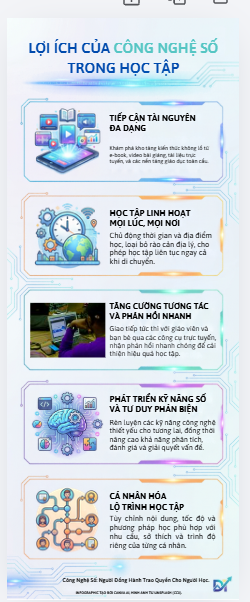 LỢI ÍCH CỦA CÔNG NGHỆ SỐ
TRONG HỌC TẬP
TIẾP CẬN TÀI NGUYÊN
ĐA DẠNG
Khám phá kho tàng kiến thức khổng lồ từ
e-book, video bài giảng, tài liệu trực
tuyến, và các nền tảng giáo dục toàn cầu.
HỌC TẬP LINH HOẠT
MỌI LÚC, MỌI NƠI
Chủ động thời gian và địa điểm
học, loại bỏ rào cản địa lý, cho
phép học tập liên tục ngay cả
khi di chuyển.
TĂNG CƯỜNG TƯƠNG TÁC
VÀ PHẢN HỒI NHANH
Giao tiếp tức thì với giáo viên và
bạn bè qua các công cụ trực tuyến,
nhận phản hồi nhanh chóng để cải
thiện hiệu quả học tập.
PHÁT TRIỂN KỸ NĂNG SỐ
VÀ TƯ DUY PHẢN BIỆN
Rèn luyện các kỹ năng công nghệ
thiết yếu cho tương lai, đồng thời
nâng cao khả năng phân tích,
đánh giá và giải quyết vấn đề.
CÁ NHÂN HÓA
LỘ TRÌNH HỌC TẬP
Tùy chỉnh nội dung, tốc độ và
phương pháp học phù hợp với
nhu cầu, sở thích và trình độ
riêng của từng cá nhân.
Công Nghệ Số: Người Đồng Hành Trao Quyền Cho Người Học.
INFOGRAPHIC TẠO BỞI CANVA AI, HÌNH ẢNH TỪ UNSPLASH (CC0).